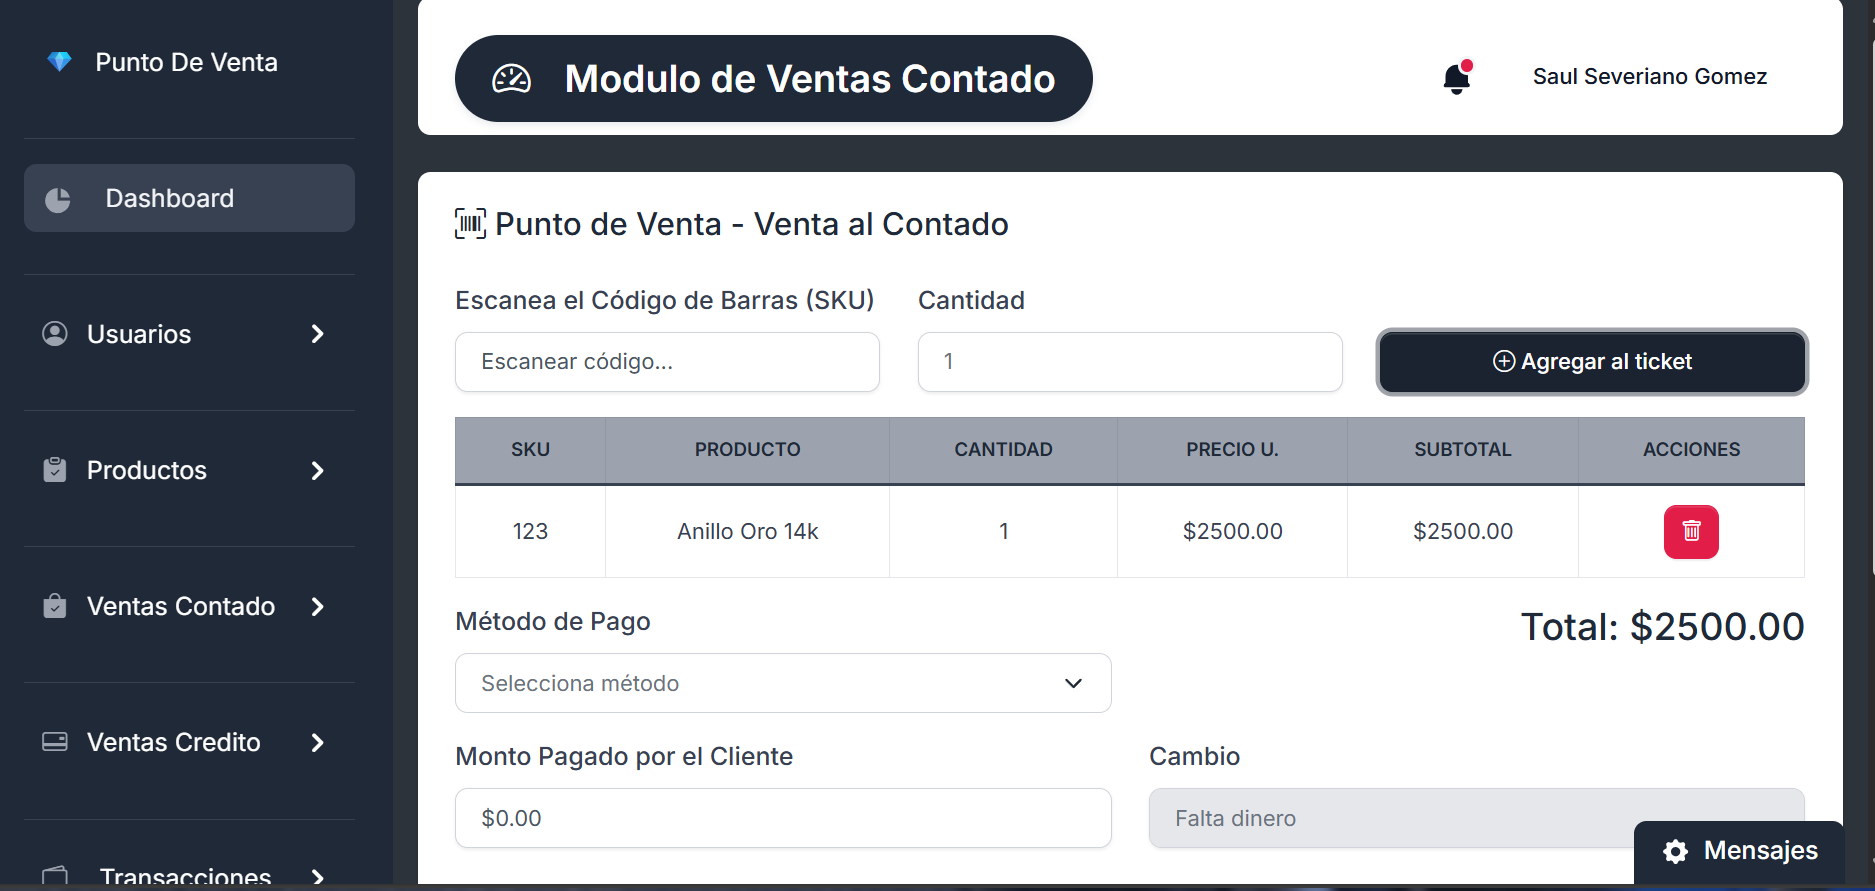 Punto De Venta
Dashboard
Usuarios
Productos
Ventas Contado
Ventas Credito
Transacciones
Modulo de Ventas Contado
Saul Severiano Gomez
Punto de Venta - Venta al Contado
Escanea el Código de Barras (SKU)
Cantidad
Escanear código...
1
Agregar al ticket
SKU PRODUCTO CANTIDAD PRECIO U. SUBTOTAL ACCIONES
123 Anillo Oro 14k 1 $2500.00 $2500.00
Método de Pago
Total: $2500.00
Selecciona método
Monto Pagado por el Cliente
Cambio
$0.00
Falta dinero
Mensajes